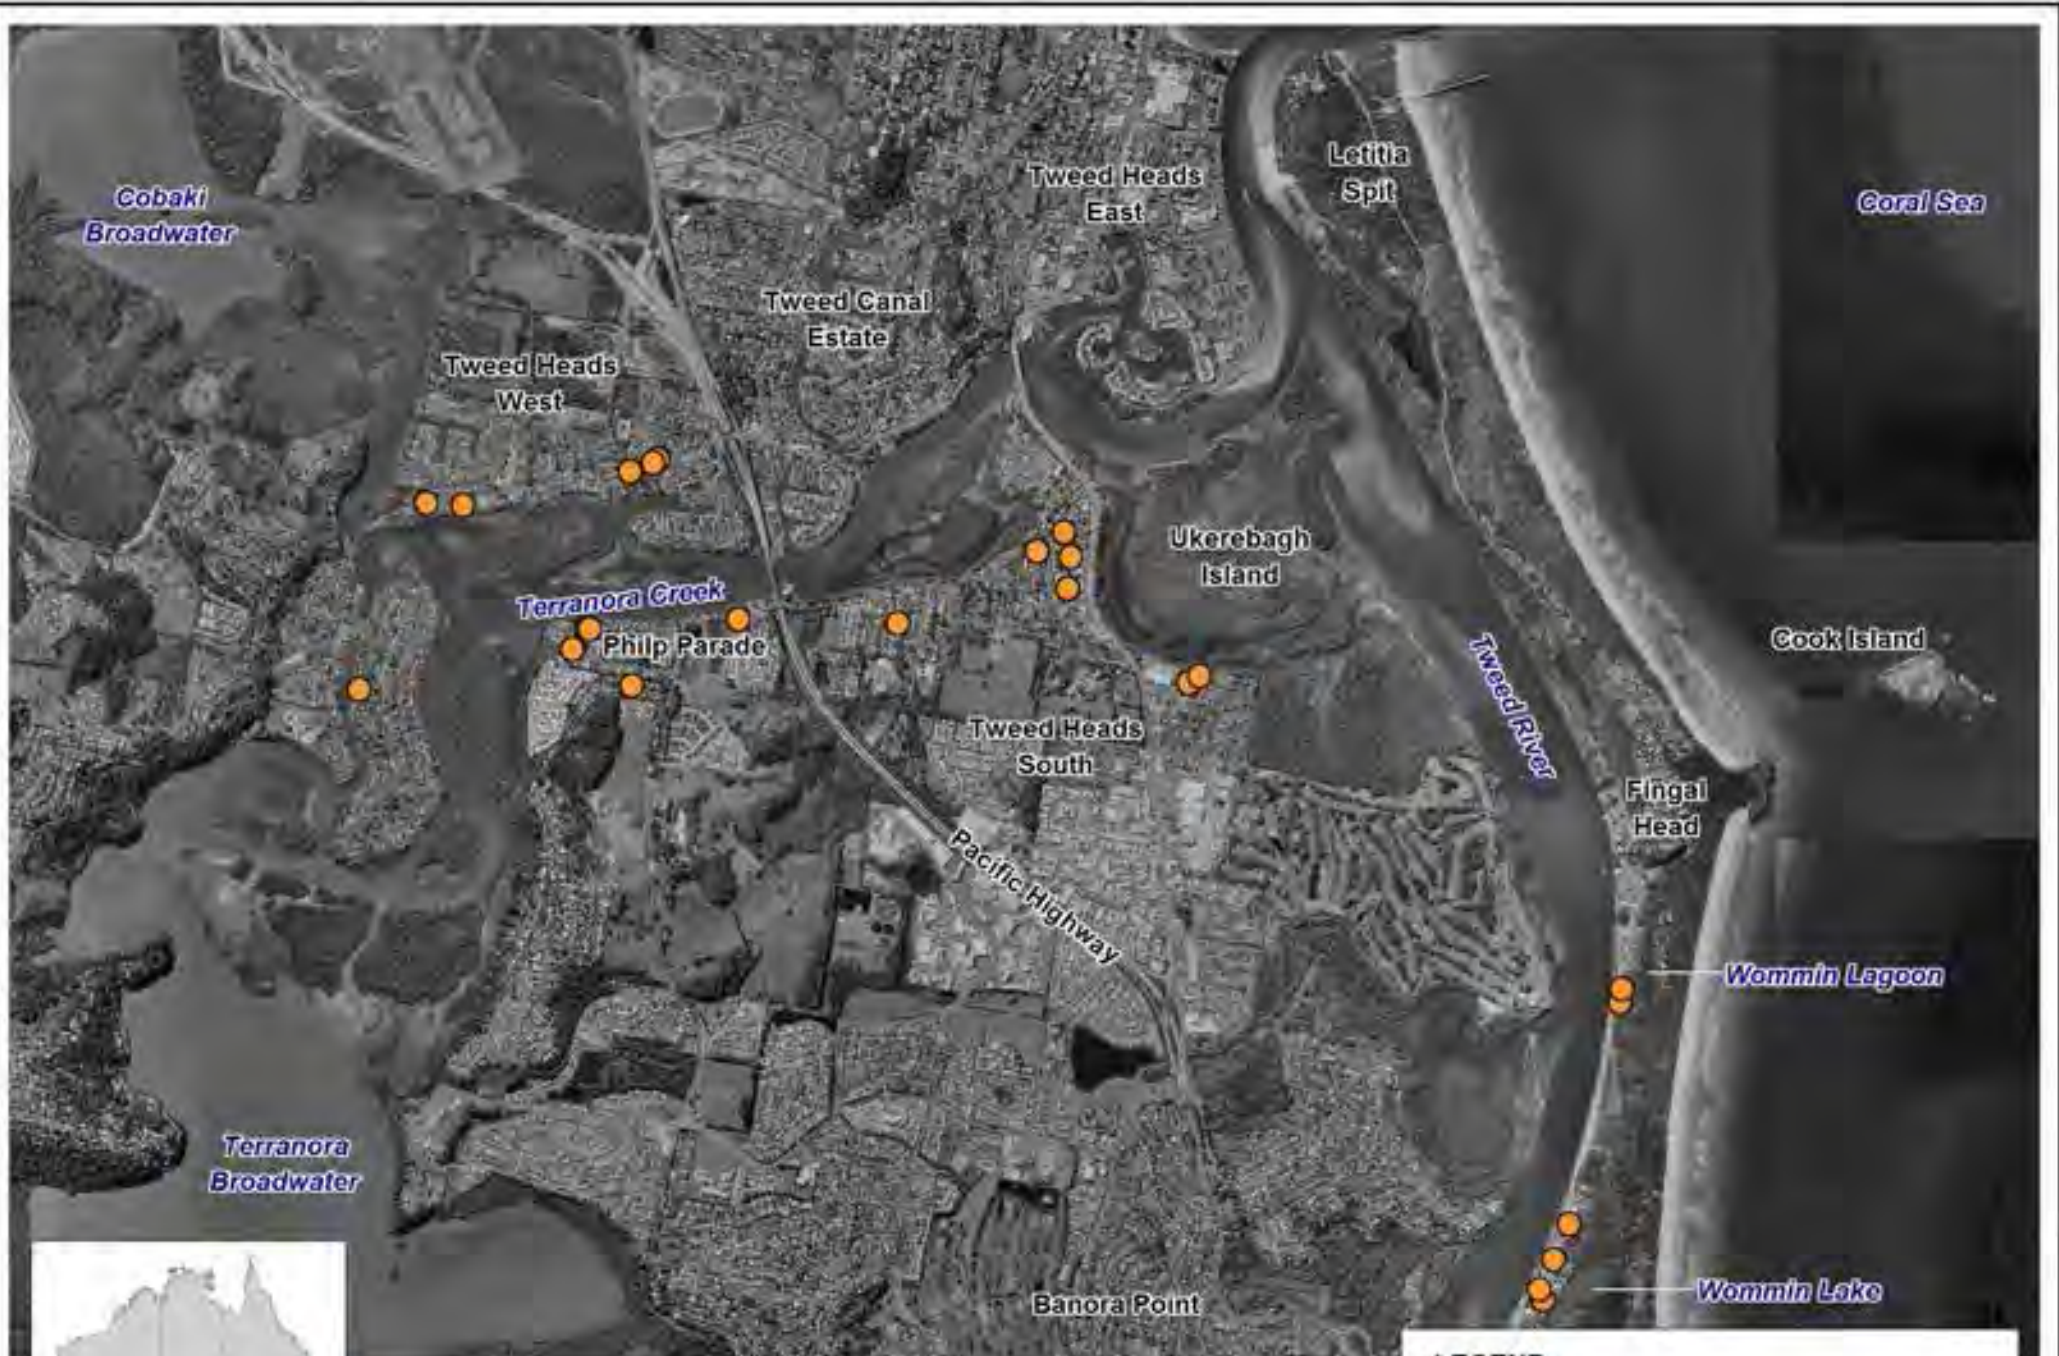 Letitia
Spit
Tweed Heads
East
Cobaki
Broadwater
Coral Sea
Tweed Canal
Estate
Tweed Heads
West
Ukerebagh
Island
Terranora Creek
Philp Parade
Cook Island
Tweed River
Tweed Heads
South
Fingal
Head
Pacific Highway
Wommin Lagoon
Terranora
Broadwater
Wommin Lake
Banora Point